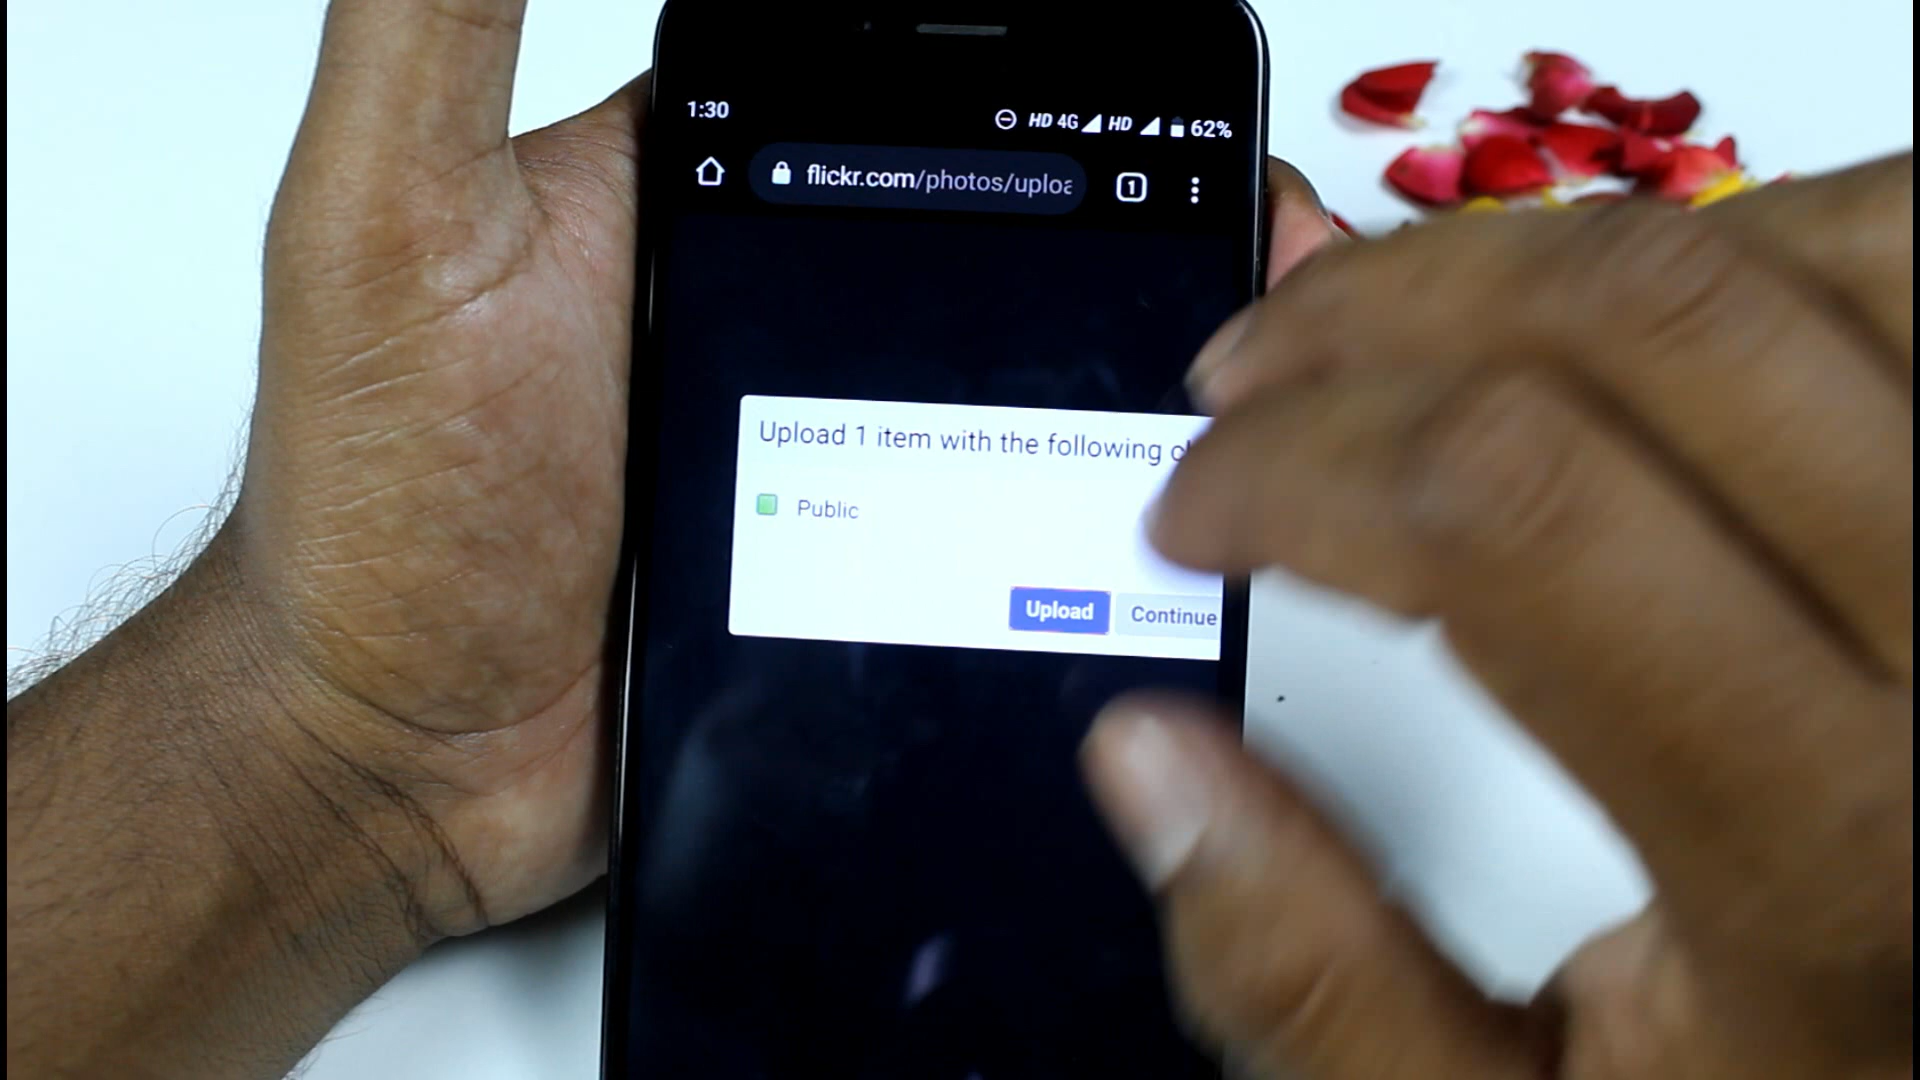 1:30
HD 4G HD 62%
flickr.com/photos/uploa
1
Upload 1 item with the following
Public
Upload Continue